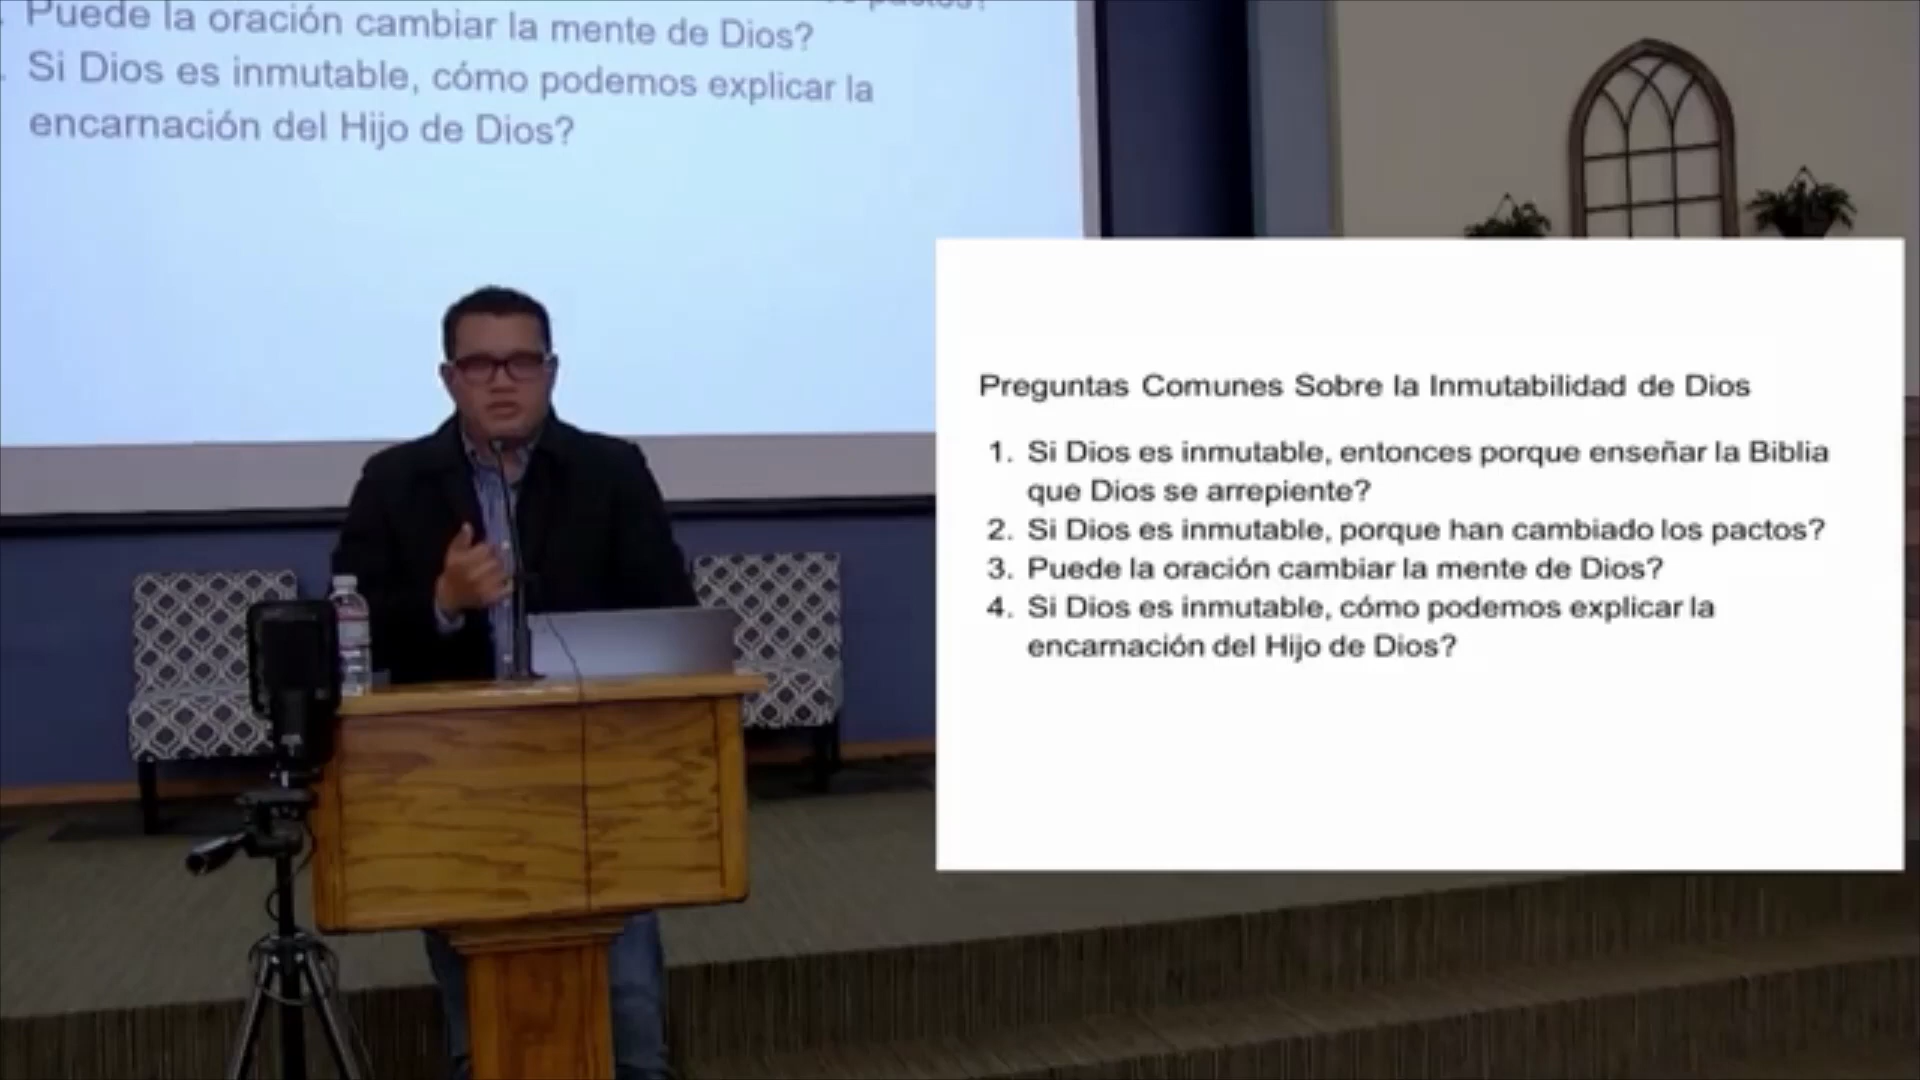 Puede la oración cambiar la mente de Dios?
Si Dios es inmutable, cómo podemos explicar la
encarnación del Hijo de Dios?
Preguntas Comunes Sobre la Inmutabilidad de Dios
1. Si Dios es inmutable, entonces porque enseñar la Biblia
que Dios se arrepiente?
2. Si Dios es inmutable, porque han cambiado los pactos?
3. Puede la oración cambiar la mente de Dios?
4. Si Dios es inmutable, cómo podemos explicar la
encarnación del Hijo de Dios?